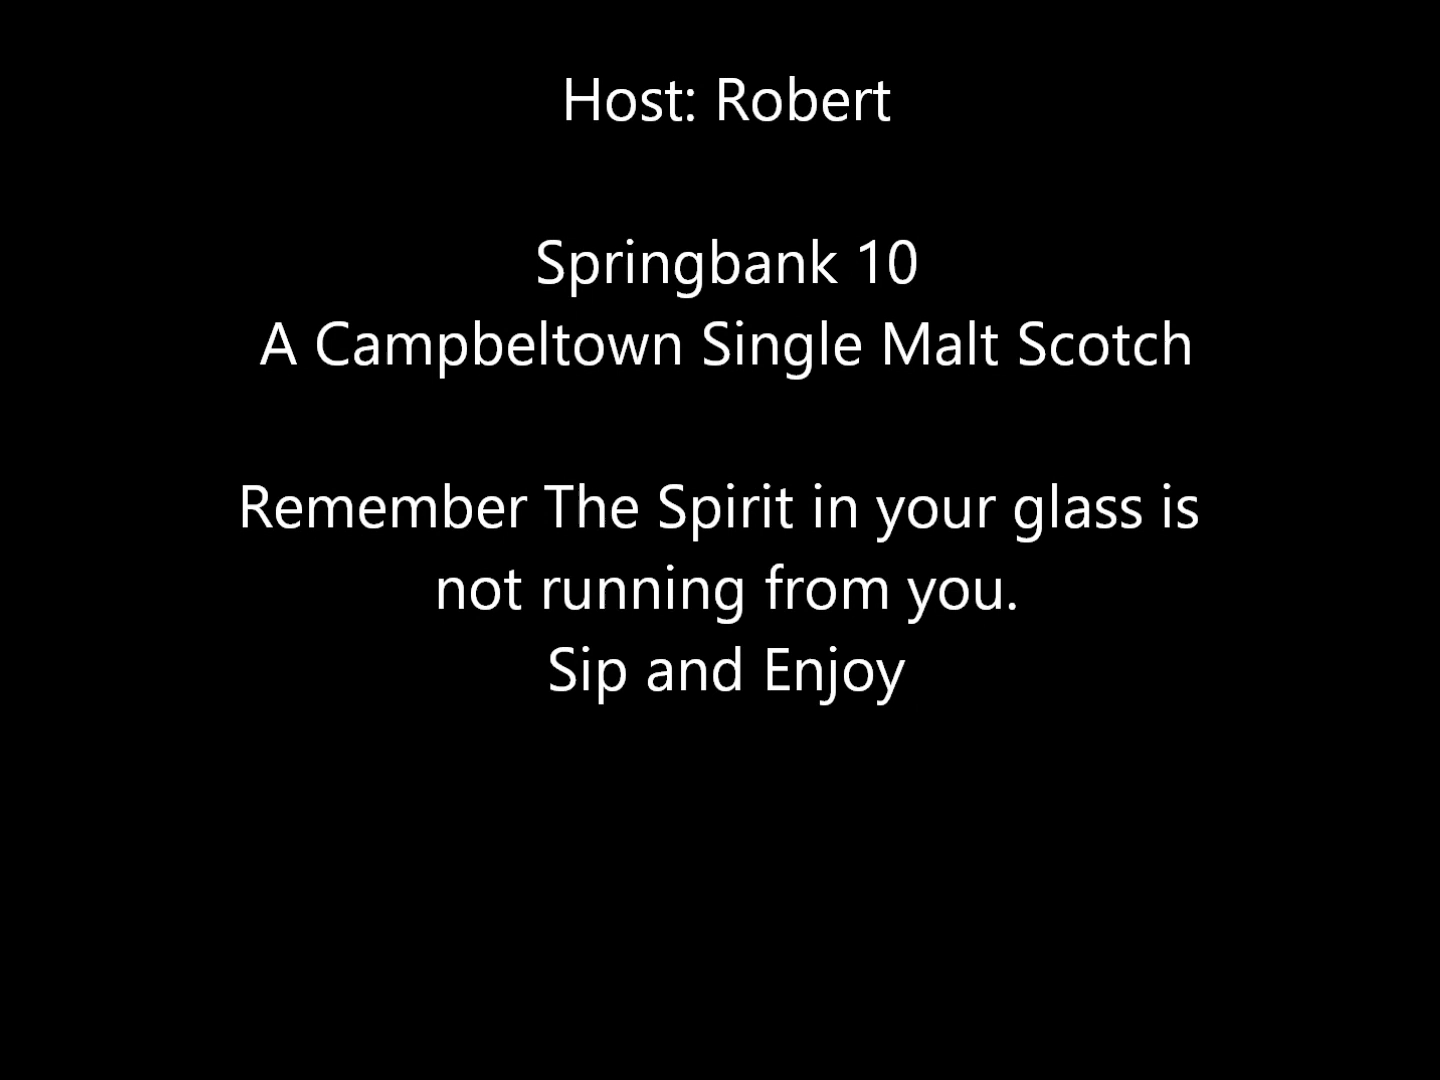 Host: Robert
Springbank 10
A Campbeltown Single Malt Scotch
Remember The Spirit in your glass is
not running from you.
Sip and Enjoy